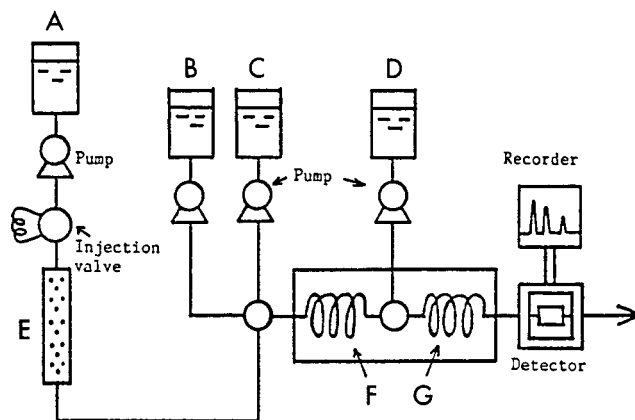 A
B
C
D
Pump
Pump
Recorder
Injection
valve
E
F
G
Detector